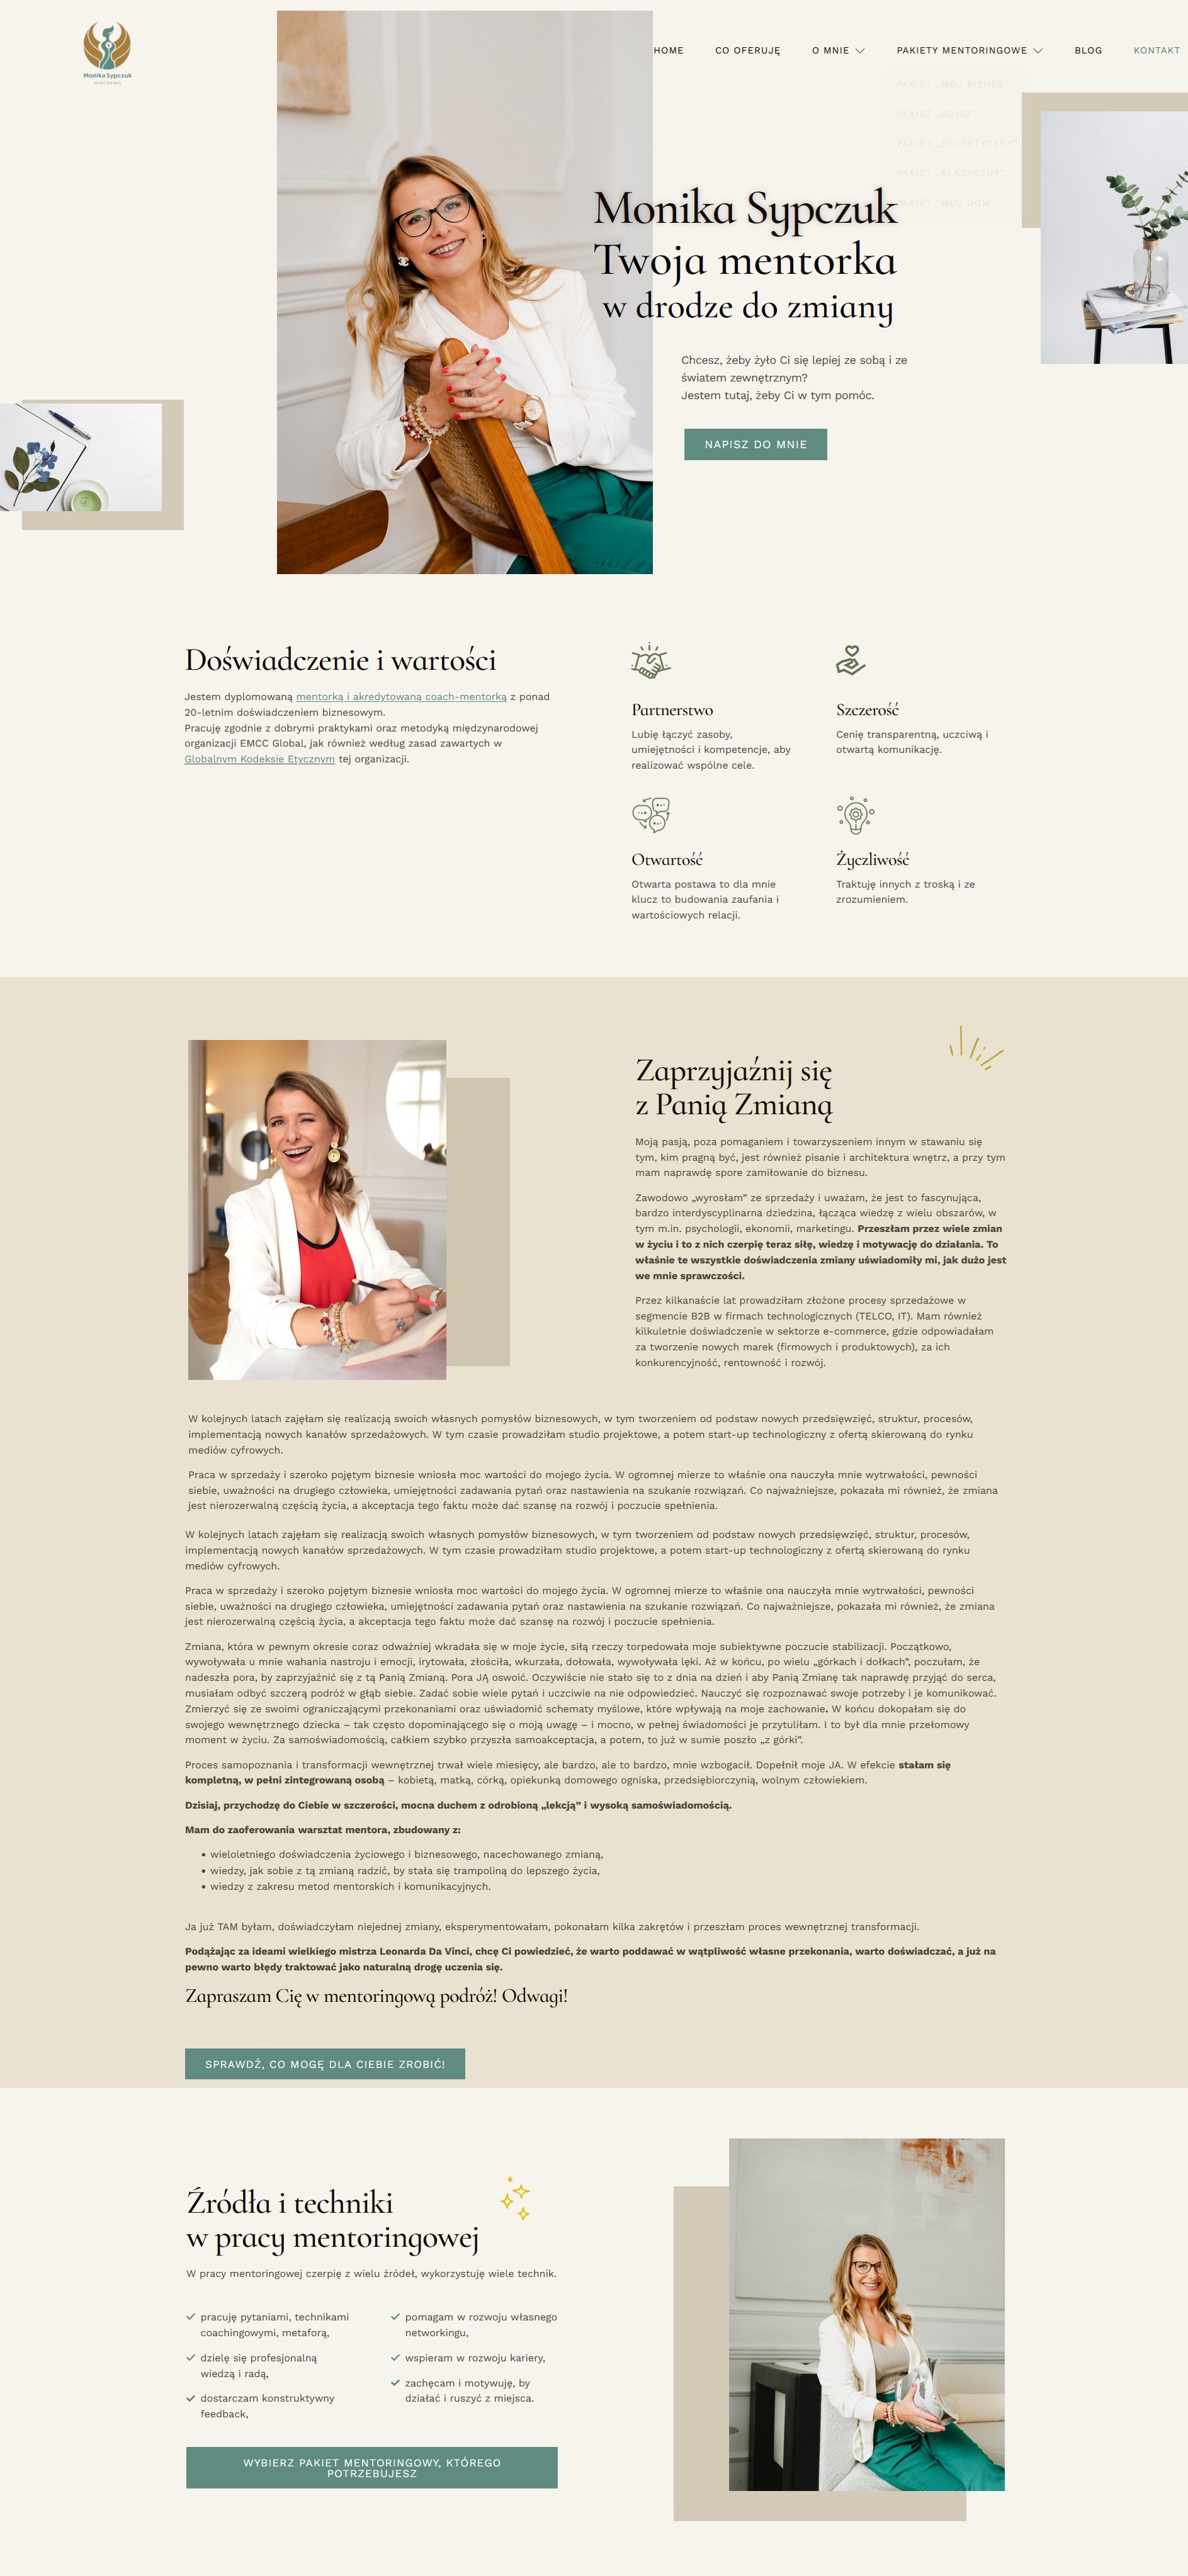 Monika Sypczuk
MENTORING
HOME
CO OFERUJĘ
O MNIE
PAKIETY MENTORINGOWE
BLOG
KONTAKT
PAKIET „MÓJ BIZNES”
PAKIET „BOHO”
PAKIET „EKLEKTYCZNY”
PAKIET „KLASYCZNY”
PAKIET "MÓJ DOM"
Monika Sypczuk
Twoja mentorka
w drodze do zmiany
Chcesz, żeby żyło Ci się lepiej ze sobą i ze
światem zewnętrznym?
Jestem tutaj, żeby Ci w tym pomóc.
NAPISZ DO MNIE
Doświadczenie i wartości
Jestem dyplomowaną mentorką i akredytowaną coach-mentorką z ponad
20-letnim doświadczeniem biznesowym.
Pracuję zgodnie z dobrymi praktykami oraz metodyką międzynarodowej
organizacji EMCC Global, jak również według zasad zawartych w
Globalnym Kodeksie Etycznym tej organizacji.
Partnerstwo
Lubię łączyć zasoby,
umiejętności i kompetencje, aby
realizować wspólne cele.
Szczerość
Cenię transparentną, uczciwą i
otwartą komunikację.
Otwartość
Otwarta postawa to dla mnie
klucz to budowania zaufania i
wartościowych relacji.
Życzliwość
Traktuję innych z troską i ze
zrozumieniem.
Zaprzyjaźnij się
z Panią Zmianą
Moją pasją, poza pomaganiem i towarzyszeniem innym w stawaniu się
tym, kim pragną być, jest również pisanie i architektura wnętrz, a przy tym
mam naprawdę spore zamiłowanie do biznesu.
Zawodowo „wyrosłam” ze sprzedaży i uważam, że jest to fascynująca,
bardzo interdyscyplinarna dziedzina, łącząca wiedzę z wielu obszarów, w
tym m.in. psychologii, ekonomii, marketingu. Przeszłam przez wiele zmian
w życiu i to z nich czerpię teraz siłę, wiedzę i motywację do działania. To
właśnie te wszystkie doświadczenia zmiany uświadomiły mi, jak dużo jest
we mnie sprawczości.
Przez kilkanaście lat prowadziłam złożone procesy sprzedażowe w
segmencie B2B w firmach technologicznych (TELCO, IT). Mam również
kilkuletnie doświadczenie w sektorze e-commerce, gdzie odpowiadałam
za tworzenie nowych marek (firmowych i produktowych), za ich
konkurencyjność, rentowność i rozwój.
W kolejnych latach zajęłam się realizacją swoich własnych pomysłów biznesowych, w tym tworzeniem od podstaw nowych przedsięwzięć, struktur, procesów,
implementacją nowych kanałów sprzedażowych. W tym czasie prowadziłam studio projektowe, a potem start-up technologiczny z ofertą skierowaną do rynku
mediów cyfrowych.
Praca w sprzedaży i szeroko pojętym biznesie wniosła moc wartości do mojego życia. W ogromnej mierze to właśnie ona nauczyła mnie wytrwałości, pewności
siebie, uważności na drugiego człowieka, umiejętności zadawania pytań oraz nastawienia na szukanie rozwiązań. Co najważniejsze, pokazała mi również, że zmiana
jest nierozerwalną częścią życia, a akceptacja tego faktu może dać szansę na rozwój i poczucie spełnienia.
W kolejnych latach zajęłam się realizacją swoich własnych pomysłów biznesowych, w tym tworzeniem od podstaw nowych przedsięwzięć, struktur, procesów,
implementacją nowych kanałów sprzedażowych. W tym czasie prowadziłam studio projektowe, a potem start-up technologiczny z ofertą skierowaną do rynku
mediów cyfrowych.
Praca w sprzedaży i szeroko pojętym biznesie wniosła moc wartości do mojego życia. W ogromnej mierze to właśnie ona nauczyła mnie wytrwałości, pewności
siebie, uważności na drugiego człowieka, umiejętności zadawania pytań oraz nastawienia na szukanie rozwiązań. Co najważniejsze, pokazała mi również, że zmiana
jest nierozerwalną częścią życia, a akceptacja tego faktu może dać szansę na rozwój i poczucie spełnienia.
Zmiana, która w pewnym okresie coraz odważniej wkradała się w moje życie, siłą rzeczy torpedowała moje subiektywne poczucie stabilizacji. Początkowo,
wywoływała u mnie wahania nastroju i emocji, irytowała, złościła, wkurzała, dołowała, wywoływała lęki. Aż w końcu, po wielu „górkach i dołkach”, poczułam, że
nadeszła pora, by zaprzyjaźnić się z tą Panią Zmianą. Pora JĄ oswoić. Oczywiście nie stało się to z dnia na dzień i aby Panią Zmianę tak naprawdę przyjąć do serca,
musiałam odbyć szczerą podróż w głąb siebie. Zadać sobie wiele pytań i uczciwie na nie odpowiedzieć. Nauczyć się rozpoznawać swoje potrzeby i je komunikować.
Zmierzyć się ze swoimi ograniczającymi przekonaniami oraz uświadomić schematy myślowe, które wpływają na moje zachowanie. W końcu dokopałam się do
swojego wewnętrznego dziecka – tak często dopominającego się o moją uwagę – i mocno, w pełnej świadomości je przytuliłam. I to był dla mnie przełomowy
moment w życiu. Za samoświadomością, całkiem szybko przyszła samoakceptacja, a potem, to już w sumie poszło „z górki”.
Proces samopoznania i transformacji wewnętrznej trwał wiele miesięcy, ale bardzo, ale to bardzo, mnie wzbogacił. Dopełnił moje JA. W efekcie stałam się
kompletną, w pełni zintegrowaną osobą – kobietą, matką, córką, opiekunką domowego ogniska, przedsiębiorczynią, wolnym człowiekiem.
Dzisiaj, przychodzę do Ciebie w szczerości, mocna duchem z odrobioną „lekcją” i wysoką samoświadomością.
Mam do zaoferowania warsztat mentora, zbudowany z:
• wieloletniego doświadczenia życiowego i biznesowego, nacechowanego zmianą,
• wiedzy, jak sobie z tą zmianą radzić, by stała się trampoliną do lepszego życia,
• wiedzy z zakresu metod mentorskich i komunikacyjnych.
Ja już TAM byłam, doświadczyłam niejednej zmiany, eksperymentowałam, pokonałam kilka zakrętów i przeszłam proces wewnętrznej transformacji.
Podążając za ideami wielkiego mistrza Leonarda Da Vinci, chcę Ci powiedzieć, że warto poddawać w wątpliwość własne przekonania, warto doświadczać, a już na
pewno warto błędy traktować jako naturalną drogę uczenia się.
Zapraszam Cię w mentoringową podróż! Odwagi!
SPRAWDŹ, CO MOGĘ DLA CIEBIE ZROBIĆ!
Źródła i techniki
w pracy mentoringowej
W pracy mentoringowej czerpię z wielu źródeł, wykorzystuję wiele technik.
pracuję pytaniami, technikami
coachingowymi, metaforą,
dzielę się profesjonalną
wiedzą i radą,
dostarczam konstruktywny
feedback,
pomagam w rozwoju własnego
networkingu,
wspieram w rozwoju kariery,
zachęcam i motywuję, by
działać i ruszyć z miejsca.
WYBIERZ PAKIET MENTORINGOWY, KTÓREGO
POTRZEBUJESZ